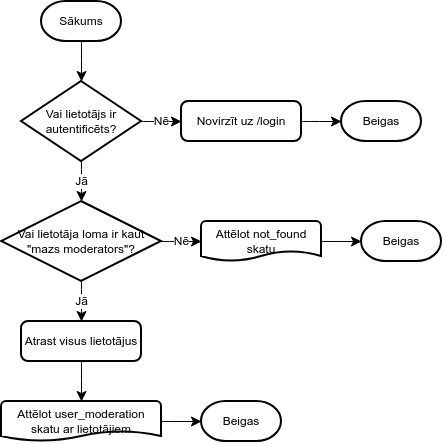 Sākums
Vai lietotājs ir
autentificēts?
Nē
Novirzīt uz /login
Beigas
Jā
Vai lietotāja loma ir kaut
"mazs moderators"?
Nē
Attēlot not_found
skatu
Beigas
Jā
Atrast visus lietotājus
Attēlot user_moderation
skatu ar lietotājiem
Beigas